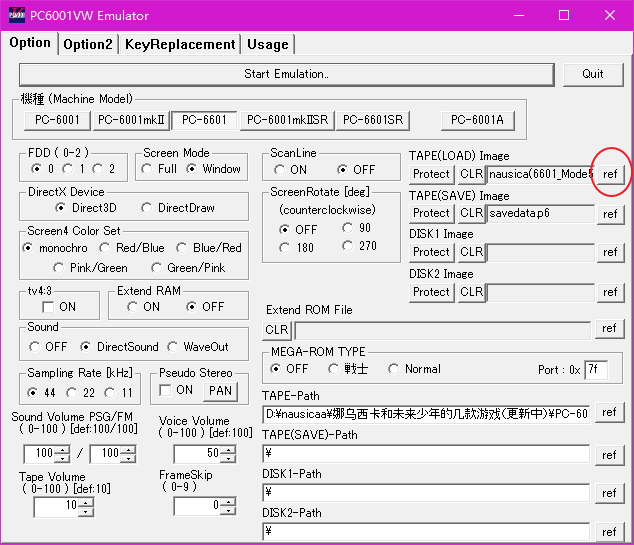 PC6001VW Emulator
Option Option2 KeyReplacement Usage
Start Emulation.. Quit
機種 (Machine Model)
PC-6001 PC-6001mkII PC-6601 PC-6001mkIISR PC-6601SR PC-6001A
FDD ( 0-2 )
0 1 2
Screen Mode
Full Window
ScanLine
ON OFF
TAPE(LOAD) Image
Protect CLR nausica(6601_Mode5 ref
DirectX Device
Direct3D DirectDraw
ScreenRotate [deg]
(counterclockwise)
OFF 90
180 270
TAPE(SAVE) Image
Protect CLR savedata.p6 ref
Screen4 Color Set
monochro Red/Blue Blue/Red
Pink/Green Green/Pink
DISK1 Image
Protect CLR ref
DISK2 Image
Protect CLR ref
tv4:3
ON
Extend RAM
ON OFF
Extend ROM File
CLR ref
Sound
OFF DirectSound WaveOut
MEGA-ROM TYPE
OFF 戦士 Normal Port : 0x 7f
Sampling Rate [kHz]
44 22 11
Pseudo Stereo
ON PAN
TAPE-Path
D:¥nausicaa¥娜乌西卡和未来少年的几款游戏(更新中)¥PC-60 ref
Sound Volume PSG/FM
( 0-100 ) [def:100/100]
100 / 100
Voice Volume
( 0-100 ) [def:100]
50
TAPE(SAVE)-Path
¥ ref
Tape Volume
( 0-100 ) [def:10]
10
FrameSkip
( 0-9 )
0
DISK1-Path
¥ ref
DISK2-Path
¥ ref